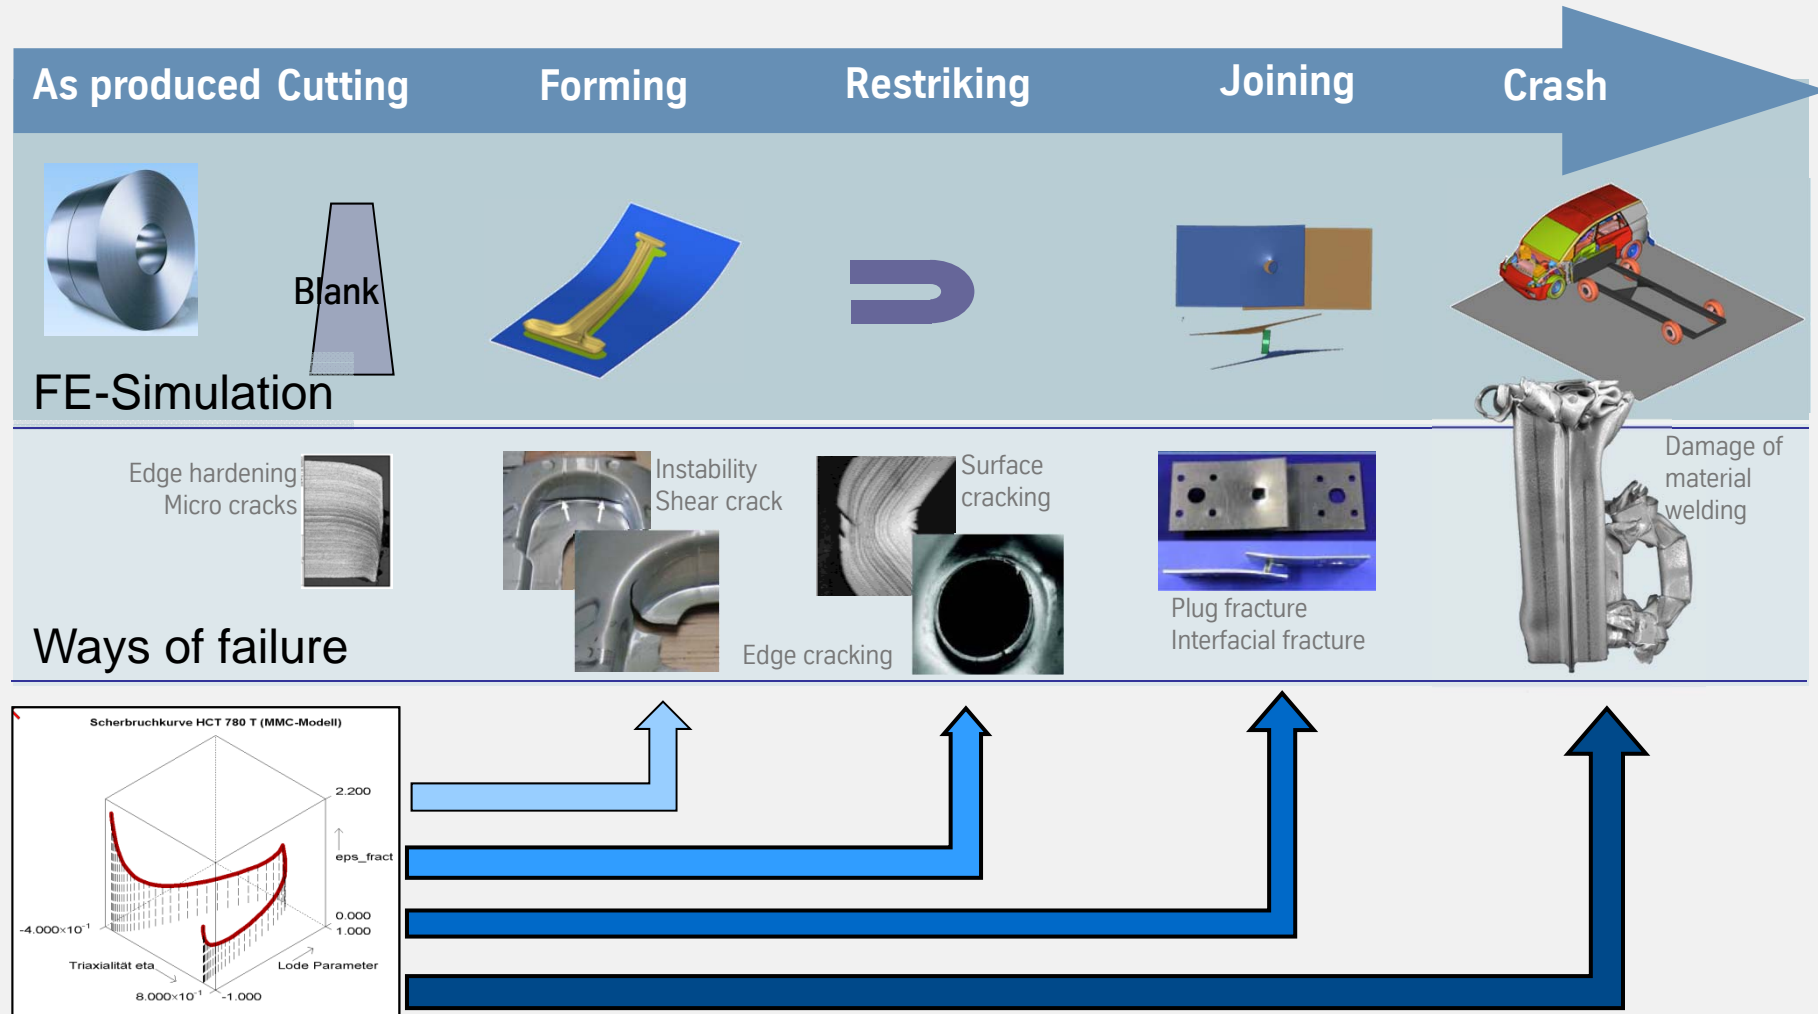 As produced
Cutting
Forming
Restriking
Joining
Crash
Blank
FE-Simulation
Edge hardening
Micro cracks
Instability
Shear crack
Surface
cracking
Edge cracking
Plug fracture
Interfacial fracture
Damage of
material
welding
Ways of failure
Scherbruchkurve HCT 780 T (MMC-Modell)
2.200
eps_fract
0.000
1.000
-4.000×10⁻¹
Triaxialität eta
Lode Parameter
8.000×10⁻¹
-1.000